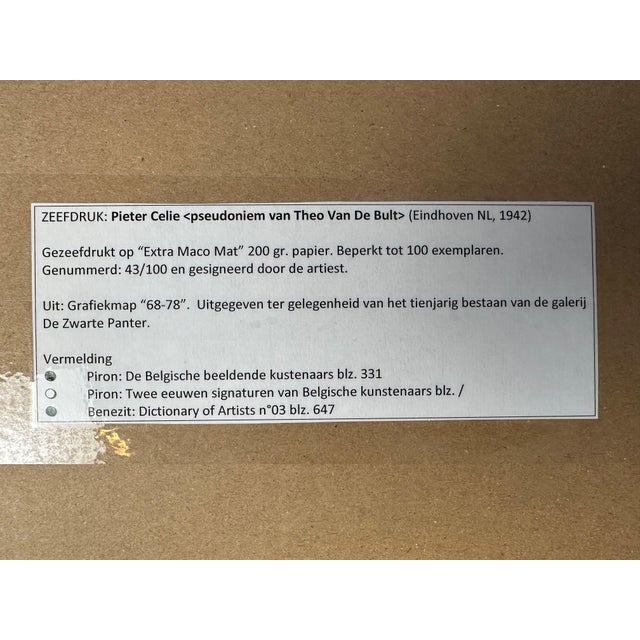 ZEEFDRUK: Pieter Celie <pseudoniem van Theo Van De Bult> (Eindhoven NL, 1942)
Gezeefdrukt op “Extra Maco Mat” 200 gr. papier. Beperkt tot 100 exemplaren.
Genummerd: 43/100 en gesigneerd door de artiest.
Uit: Grafiekmap “68-78”. Uitgegeven ter gelegenheid van het tienjarig bestaan van de galerij
De Zwarte Panter.
Vermelding
Piron: De Belgische beeldende kustenaars blz. 331
Piron: Twee eeuwen signaturen van Belgische kunstenaars blz. /
Benezit: Dictionary of Artists n°03 blz. 647